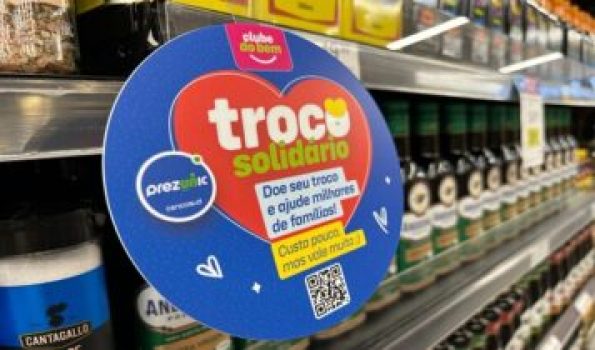 clube
do bem
troco
solidário
prezunic
cencosud
Doe seu troco
e ajude milhares
de famílias!
Custa pouco,
mas vale muito :)
CANTAGALLO